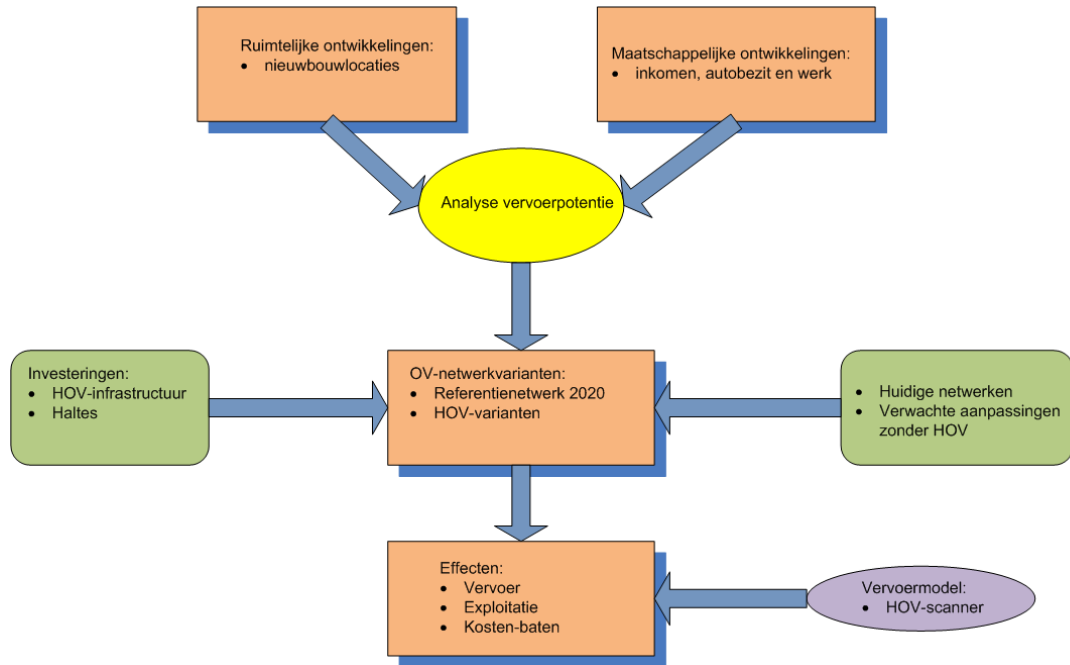 Ruimtelijke ontwikkelingen:
• nieuwbouwlocaties
Maatschappelijke ontwikkelingen:
• inkomen, autobezit en werk
Analyse vervoerpotentie
Investeringen:
• HOV-infrastructuur
• Haltes
OV-netwerkvarianten:
• Referentienetwerk 2020
• HOV-varianten
• Huidige netwerken
• Verwachte aanpassingen
zonder HOV
Effecten:
• Vervoer
• Exploitatie
• Kosten-baten
Vervoermodel:
• HOV-scanner